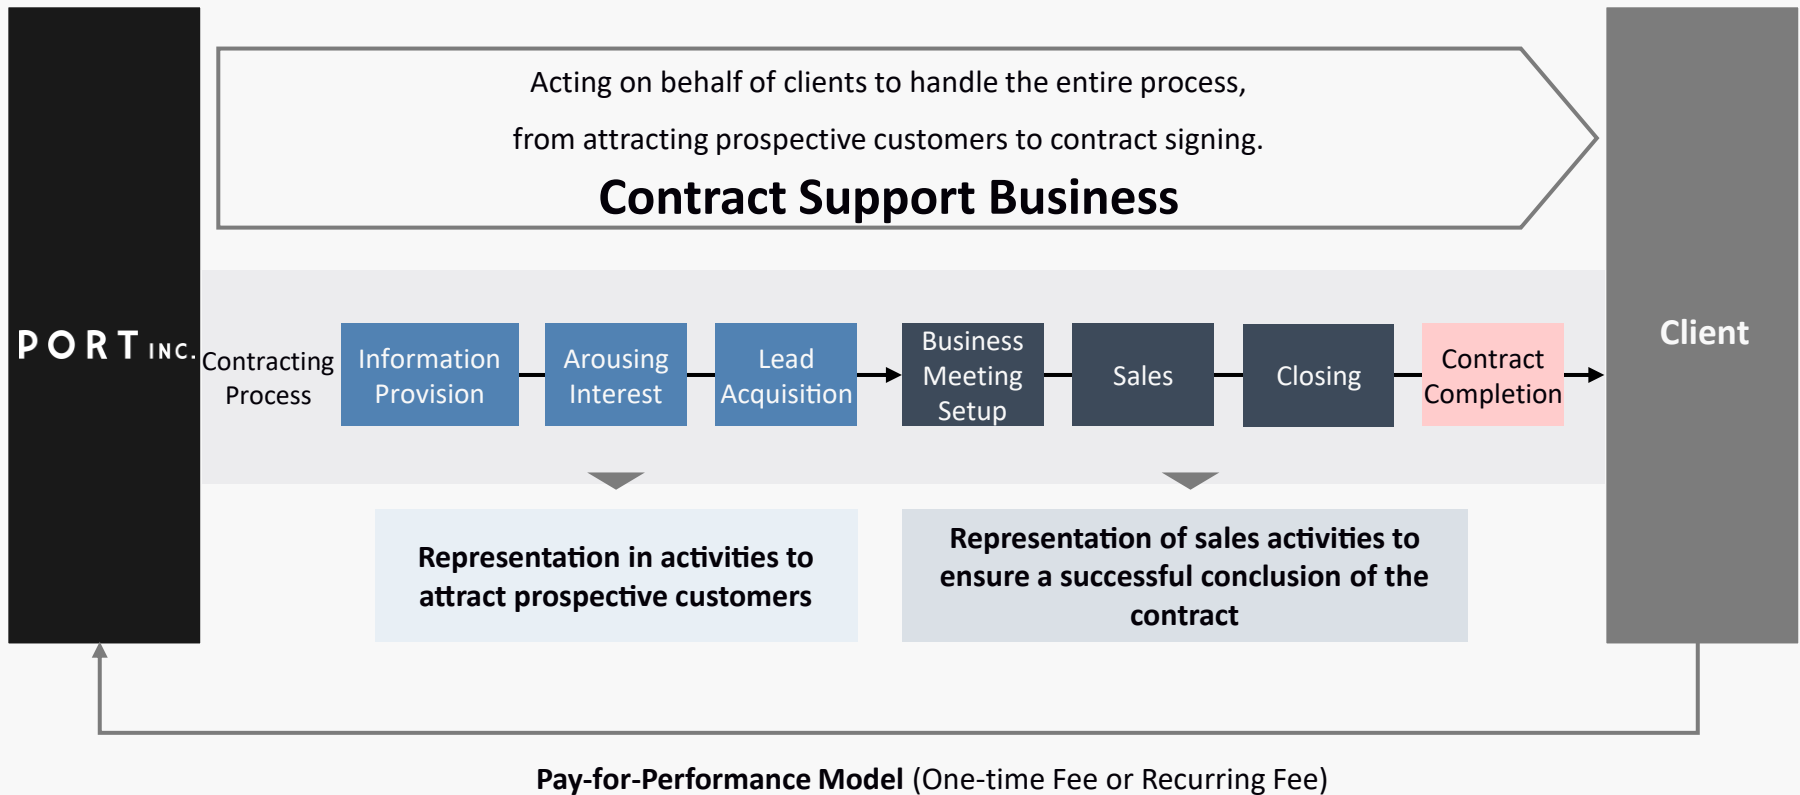 Acting on behalf of clients to handle the entire process,
from attracting prospective customers to contract signing.
Contract Support Business
PORT INC.
Contracting
Process
Information
Provision
Arousing
Interest
Lead
Acquisition
Business
Meeting
Setup
Sales
Closing
Contract
Completion
Client
Representation in activities to
attract prospective customers
Representation of sales activities to
ensure a successful conclusion of the
contract
Pay-for-Performance Model (One-time Fee or Recurring Fee)